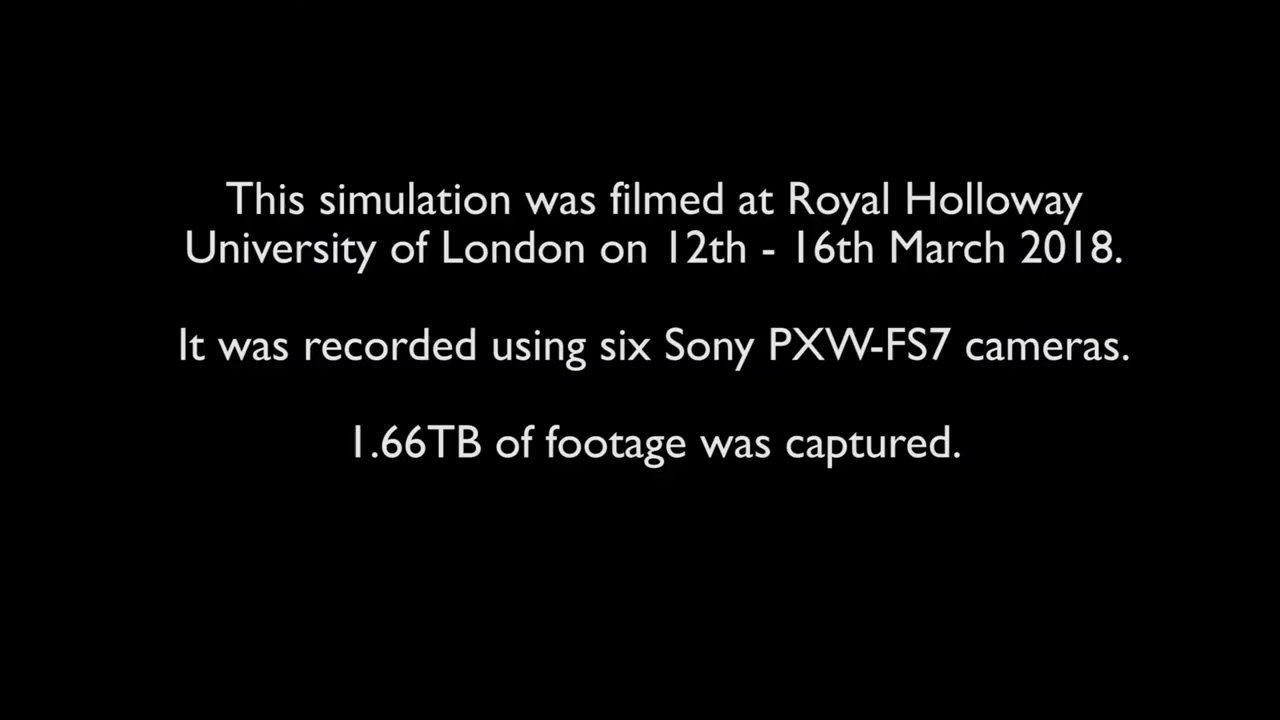 This simulation was filmed at Royal Holloway
University of London on 12th - 16th March 2018.
It was recorded using six Sony PXW-FS7 cameras.
1.66TB of footage was captured.